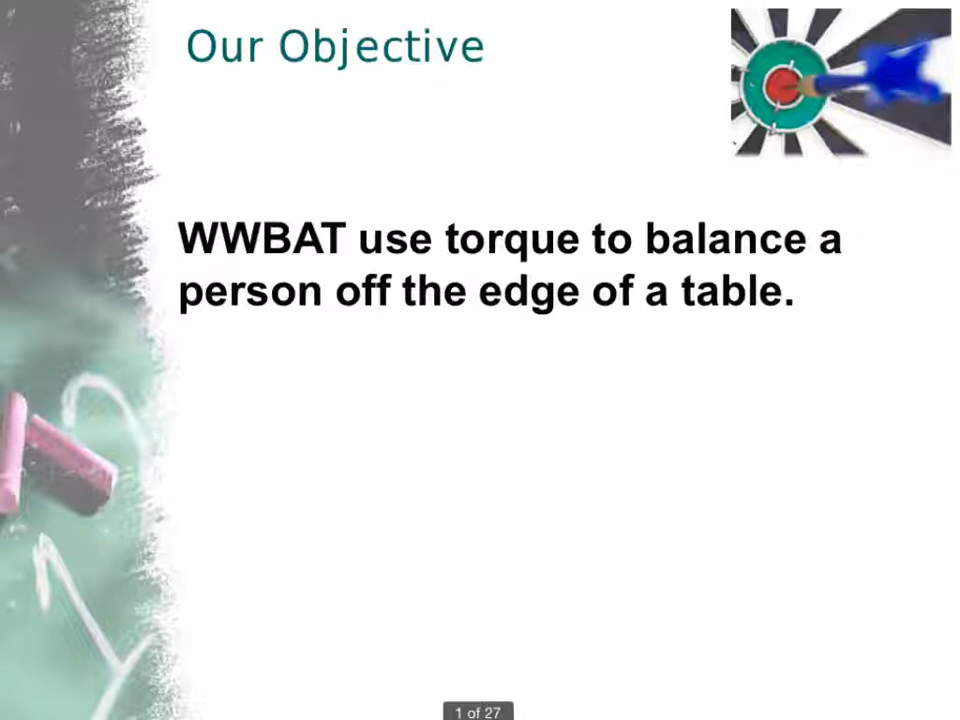 Our Objective
WWBAT use torque to balance a
person off the edge of a table.
1 of 27